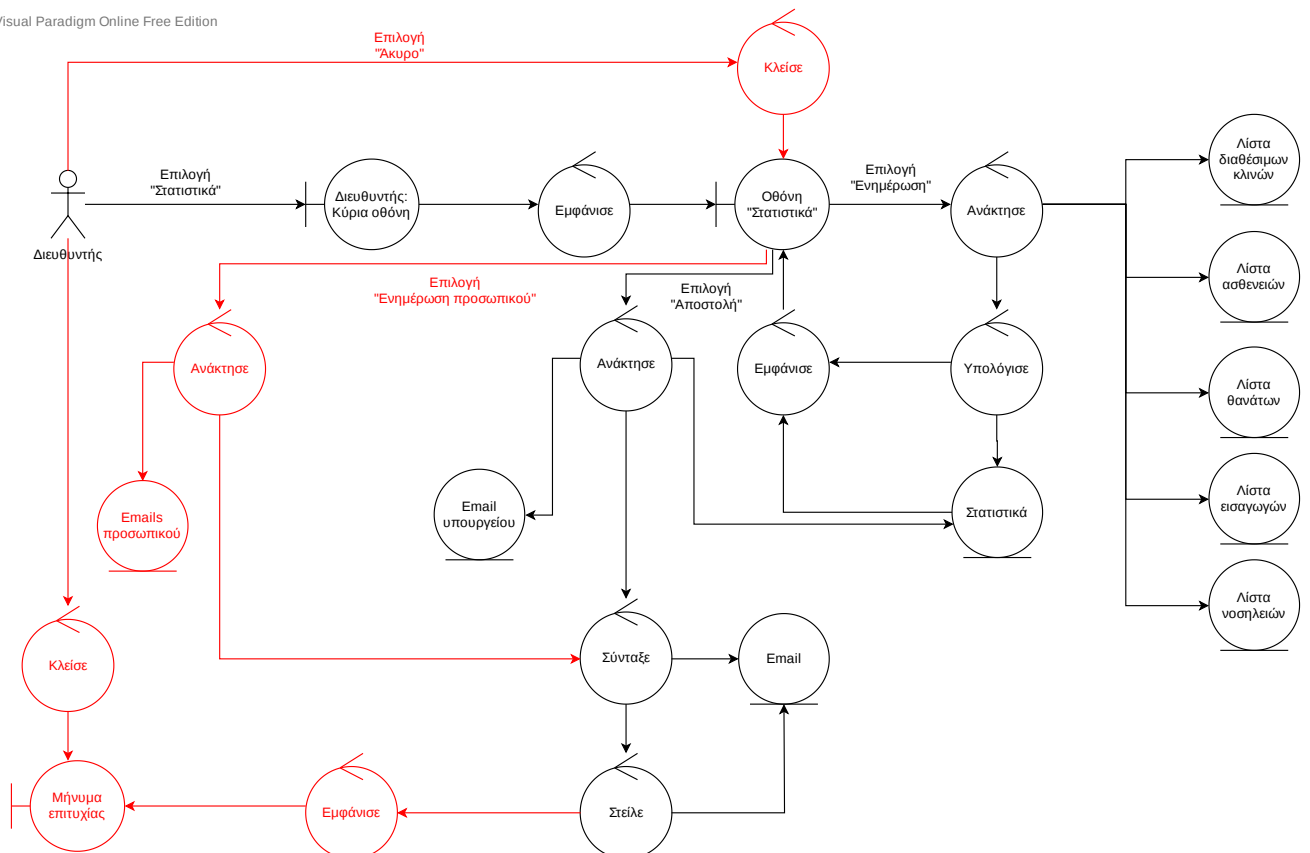 Visual Paradigm Online Free Edition
Επιλογή
"Άκυρο"
Κλείσε
Λίστα
διαθέσιμων
κλινών
Επιλογή
"Στατιστικά"
Διευθυντής:
Κύρια οθόνη
Εμφάνισε
Οθόνη
"Στατιστικά"
Επιλογή
"Ενημέρωση"
Ανάκτησε
Διευθυντής
Επιλογή
"Ενημέρωση προσωπικού"
Επιλογή
"Αποστολή"
Λίστα
ασθενειών
Ανάκτησε
Ανάκτησε
Εμφάνισε
Υπολόγισε
Λίστα
θανάτων
Emails
προσωπικού
Email
υπουργείου
Στατιστικά
Λίστα
εισαγωγών
Λίστα
νοσηλειών
Κλείσε
Σύνταξε
Email
Μήνυμα
επιτυχίας
Εμφάνισε
Στείλε